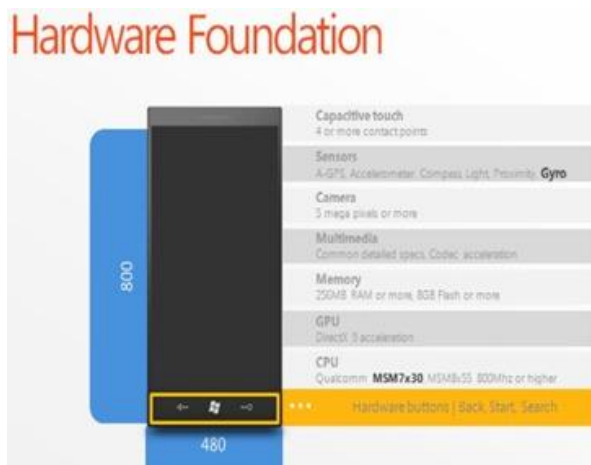 Hardware Foundation
Capacitive touch
4 or more contact points
Sensors
A-GPS, Accelerometer, Compass, Light, Proximity, Gyro
Camera
5 mega pixels or more
Multimedia
Common detailed specs, Codec acceleration
Memory
256MB RAM or more, 8GB Flash or more
GPU
DirectX 9 acceleration
CPU
Qualcomm MSM7x30 MSM8x55 800Mhz or higher
Hardware buttons | Back, Start, Search
800
480